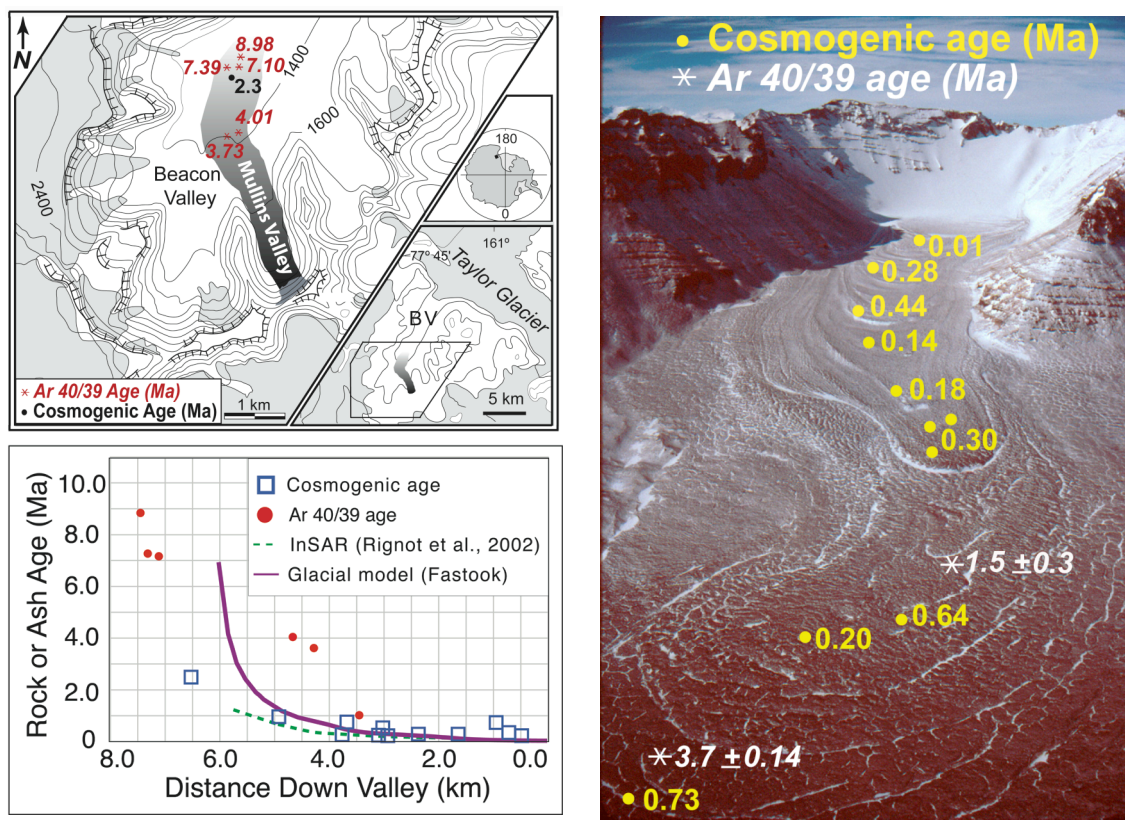 N
8.98
7.39
7.10
2.3
1400
4.01
1600
3.73
Beacon
Valley
2400
Mullins Valley
180
0
161°
77° 45'
Taylor Glacier
BV
* Ar 40/39 Age (Ma)
• Cosmogenic Age (Ma)
1 km
5 km
Rock or Ash Age (Ma)
10.0
8.0
6.0
4.0
2.0
0
Cosmogenic age
Ar 40/39 age
InSAR (Rignot et al., 2002)
Glacial model (Fastook)
8.0 6.0 4.0 2.0 0.0
Distance Down Valley (km)
• Cosmogenic age (Ma)
* Ar 40/39 age (Ma)
0.01
0.28
0.44
0.14
0.18
0.30
*1.5 ±0.3
0.64
0.20
*3.7 ±0.14
0.73